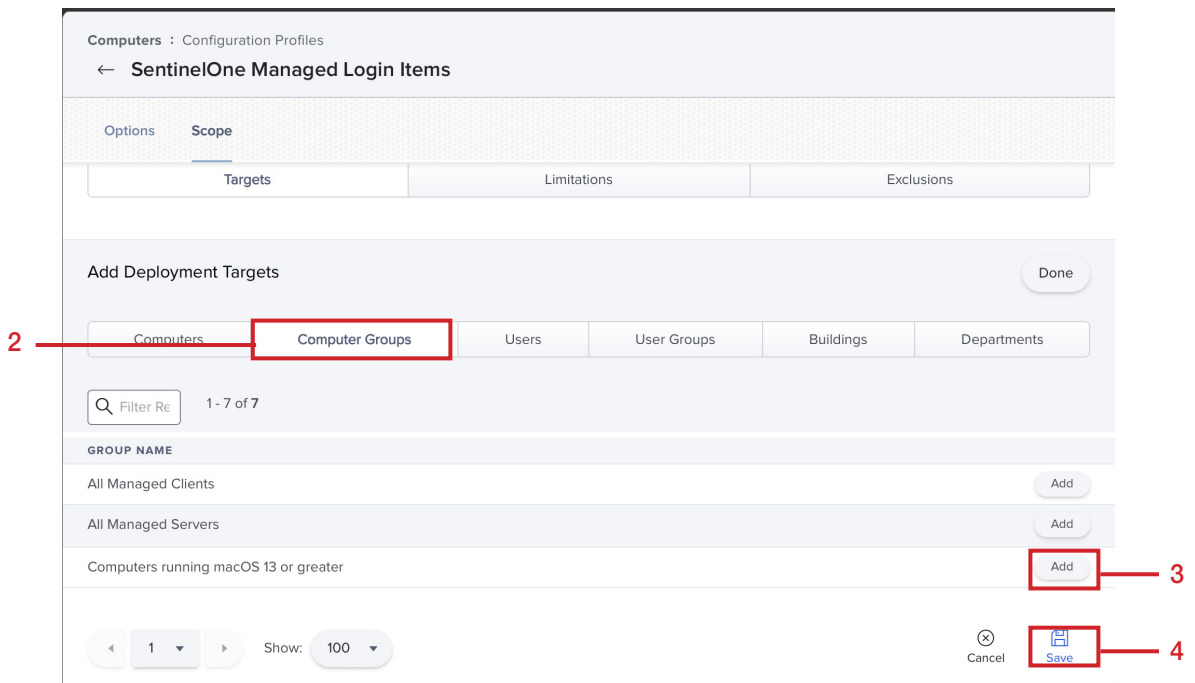 Computers : Configuration Profiles
← SentinelOne Managed Login Items
Options Scope
Targets Limitations Exclusions
Add Deployment Targets Done
2
Computers Computer Groups Users User Groups Buildings Departments
Filter Re 1 - 7 of 7
GROUP NAME
All Managed Clients Add
All Managed Servers Add
Computers running macOS 13 or greater Add
3
1 Show: 100
Cancel Save
4